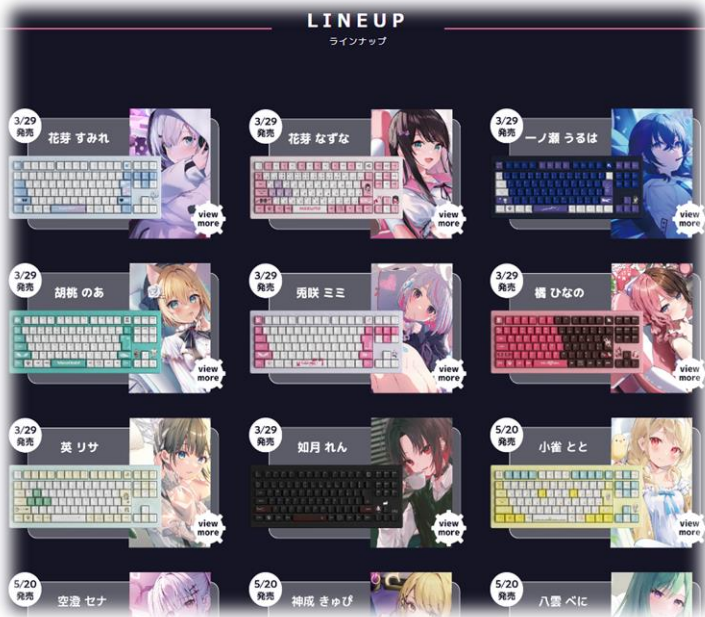 LINEUP
ラインナップ
3/29
発売
花芽 すみれ
view
more
3/29
発売
花芽 なずな
view
more
3/29
発売
一ノ瀬 うるは
view
more
3/29
発売
胡桃 のあ
view
more
3/29
発売
兎咲 ミミ
view
more
3/29
発売
橘 ひなの
view
more
3/29
発売
英 リサ
view
more
3/29
発売
如月 れん
view
more
5/20
発売
小雀 とと
view
more
5/20
発売
空澄 セナ
5/20
発売
神成 きゅぴ
5/20
発売
八雲 べに